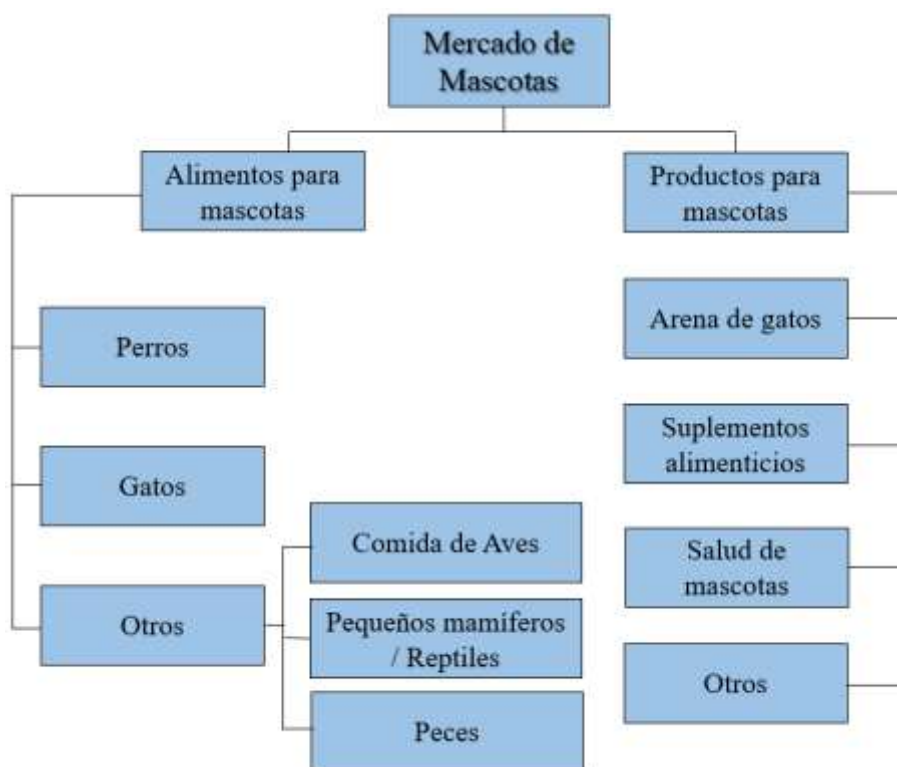 Mercado de
Mascotas
Alimentos para
mascotas
Productos para
mascotas
Perros
Gatos
Otros
Comida de Aves
Pequeños mamíferos
/ Reptiles
Peces
Arena de gatos
Suplementos
alimenticios
Salud de
mascotas
Otros